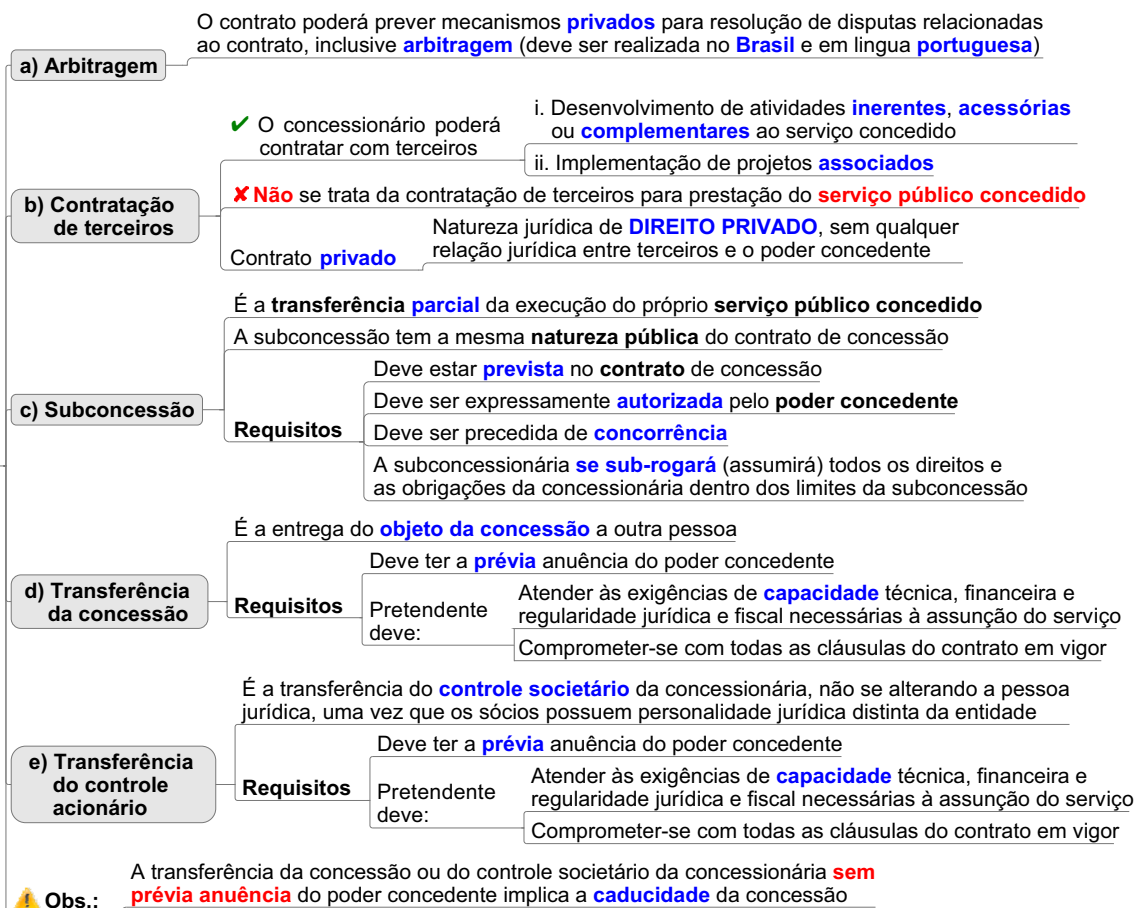 O contrato poderá prever mecanismos privados para resolução de disputas relacionadas
ao contrato, inclusive arbitragem (deve ser realizada no Brasil e em lingua portuguesa)
a) Arbitragem
i. Desenvolvimento de atividades inerentes, acessórias
ou complementares ao serviço concedido
✔ O concessionário poderá
contratar com terceiros
ii. Implementação de projetos associados
✘ Não se trata da contratação de terceiros para prestação do serviço público concedido
b) Contratação
de terceiros
Natureza jurídica de DIREITO PRIVADO, sem qualquer
relação jurídica entre terceiros e o poder concedente
Contrato privado
É a transferência parcial da execução do próprio serviço público concedido
A subconcessão tem a mesma natureza pública do contrato de concessão
c) Subconcessão
Requisitos
Deve estar prevista no contrato de concessão
Deve ser expressamente autorizada pelo poder concedente
Deve ser precedida de concorrência
A subconcessionária se sub-rogará (assumirá) todos os direitos e
as obrigações da concessionária dentro dos limites da subconcessão
É a entrega do objeto da concessão a outra pessoa
d) Transferência
da concessão
Requisitos
Deve ter a prévia anuência do poder concedente
Pretendente
deve:
Atender às exigências de capacidade técnica, financeira e
regularidade jurídica e fiscal necessárias à assunção do serviço
Comprometer-se com todas as cláusulas do contrato em vigor
É a transferência do controle societário da concessionária, não se alterando a pessoa
jurídica, uma vez que os sócios possuem personalidade jurídica distinta da entidade
e) Transferência
do controle
acionário
Requisitos
Deve ter a prévia anuência do poder concedente
Pretendente
deve:
Atender às exigências de capacidade técnica, financeira e
regularidade jurídica e fiscal necessárias à assunção do serviço
Comprometer-se com todas as cláusulas do contrato em vigor
Obs.:
A transferência da concessão ou do controle societário da concessionária sem
prévia anuência do poder concedente implica a caducidade da concessão